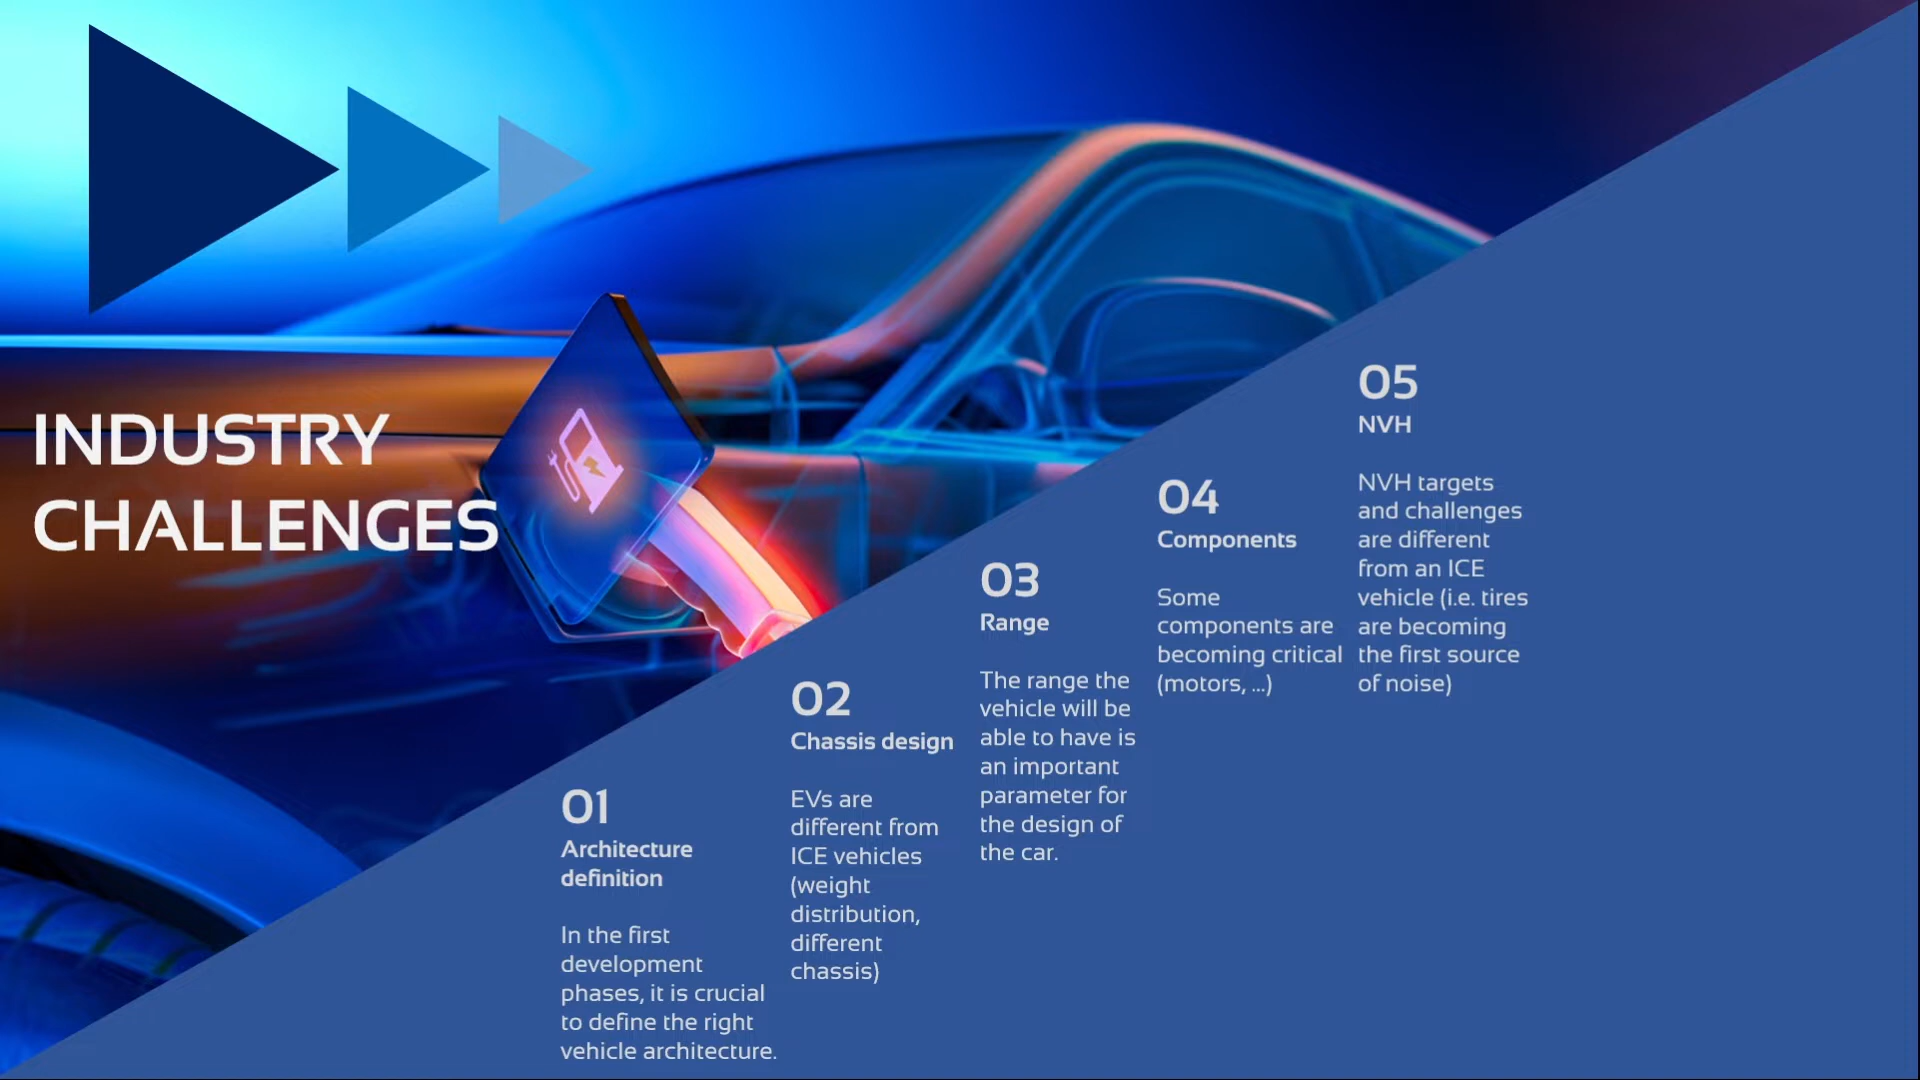 INDUSTRY
CHALLENGES
01
Architecture
definition
In the first
development
phases, it is crucial
to define the right
vehicle architecture.
02
Chassis design
EVs are
different from
ICE vehicles
(weight
distribution,
different
chassis)
03
Range
The range the
vehicle will be
able to have is
an important
parameter for
the design of
the car.
04
Components
Some
components are
becoming critical
(motors, ...)
05
NVH
NVH targets
and challenges
are different
from an ICE
vehicle (i.e. tires
are becoming
the first source
of noise)